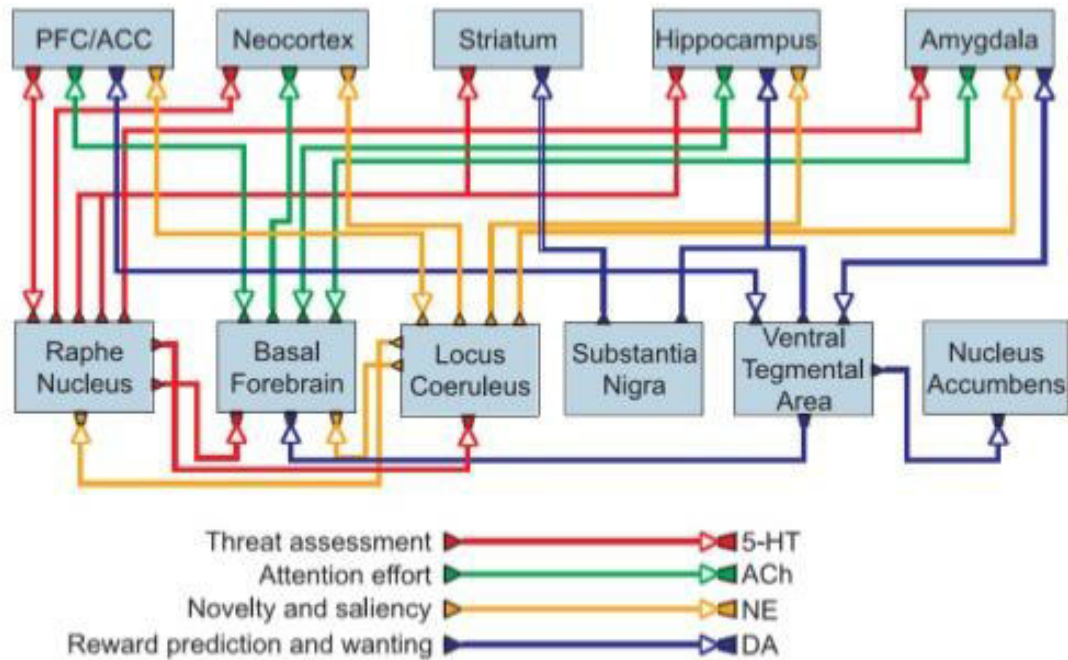 PFC/ACC
Neocortex
Striatum
Hippocampus
Amygdala
Raphe
Nucleus
Basal
Forebrain
Locus
Coeruleus
Substantia
Nigra
Ventral
Tegmental
Area
Nucleus
Accumbens
Threat assessment 5-HT
Attention effort ACh
Novelty and saliency NE
Reward prediction and wanting DA